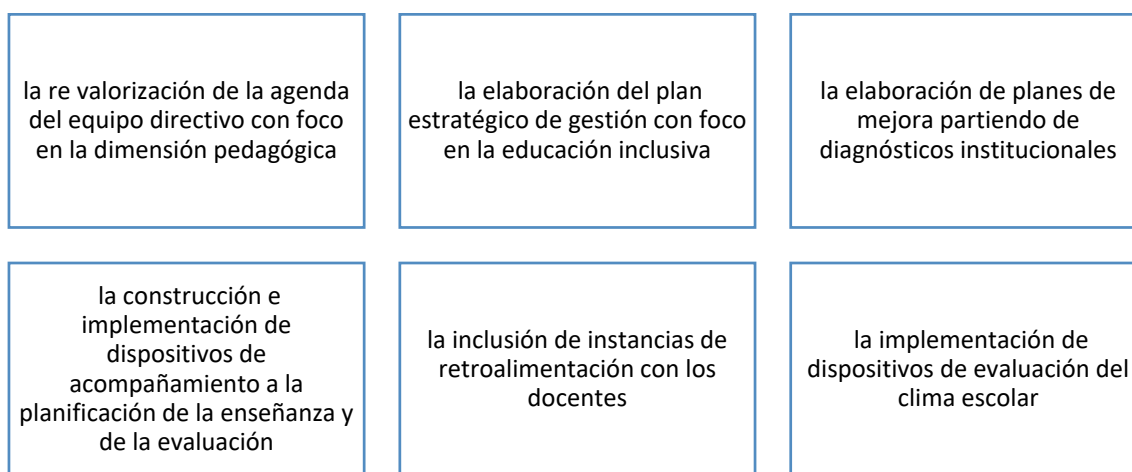 la re valorización de la agenda
del equipo directivo con foco
en la dimensión pedagógica
la elaboración del plan
estratégico de gestión con foco
en la educación inclusiva
la elaboración de planes de
mejora partiendo de
diagnósticos institucionales
la construcción e
implementación de
dispositivos de
acompañamiento a la
planificación de la enseñanza y
de la evaluación
la inclusión de instancias de
retroalimentación con los
docentes
la implementación de
dispositivos de evaluación del
clima escolar